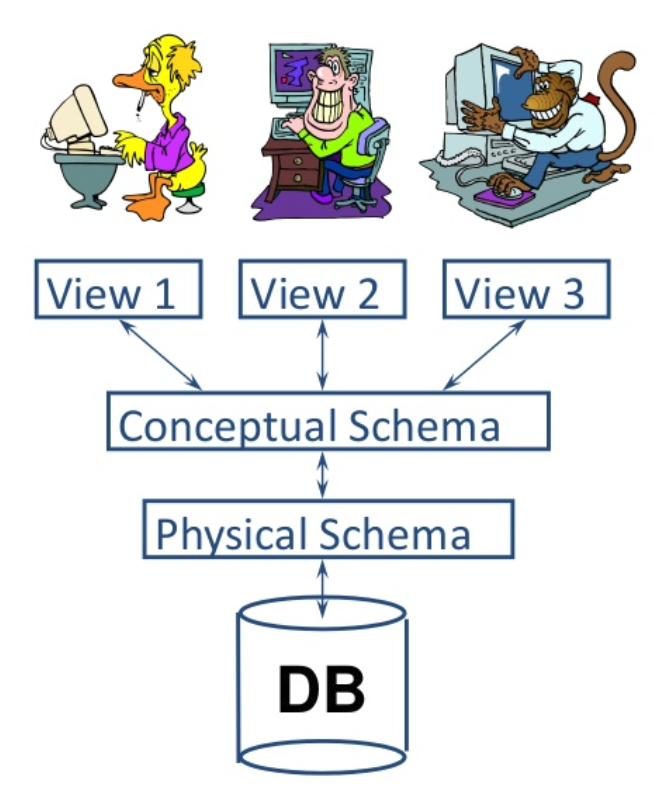 View 1
View 2
View 3
Conceptual Schema
Physical Schema
DB